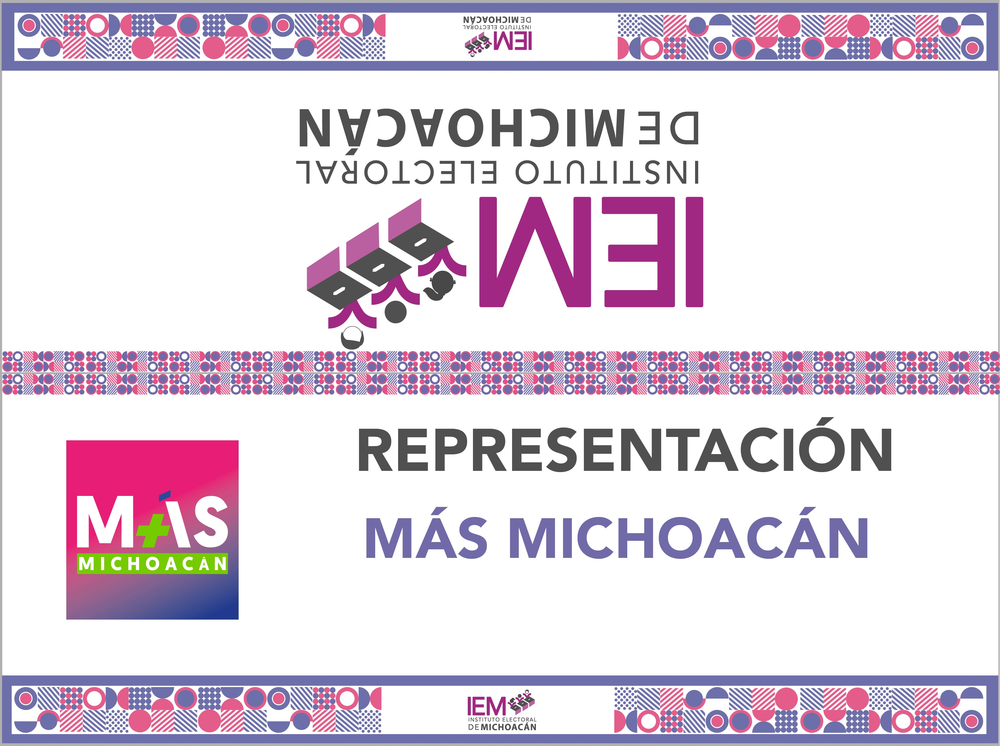 DE MICHOACÁN
INSTITUTO ELECTORAL
IEM
IEM
INSTITUTO ELECTORAL
DE MICHOACÁN
REPRESENTACIÓN
MÁS MICHOACÁN
MÁS
MICHOACÁN
IEM
INSTITUTO ELECTORAL
DE MICHOACÁN